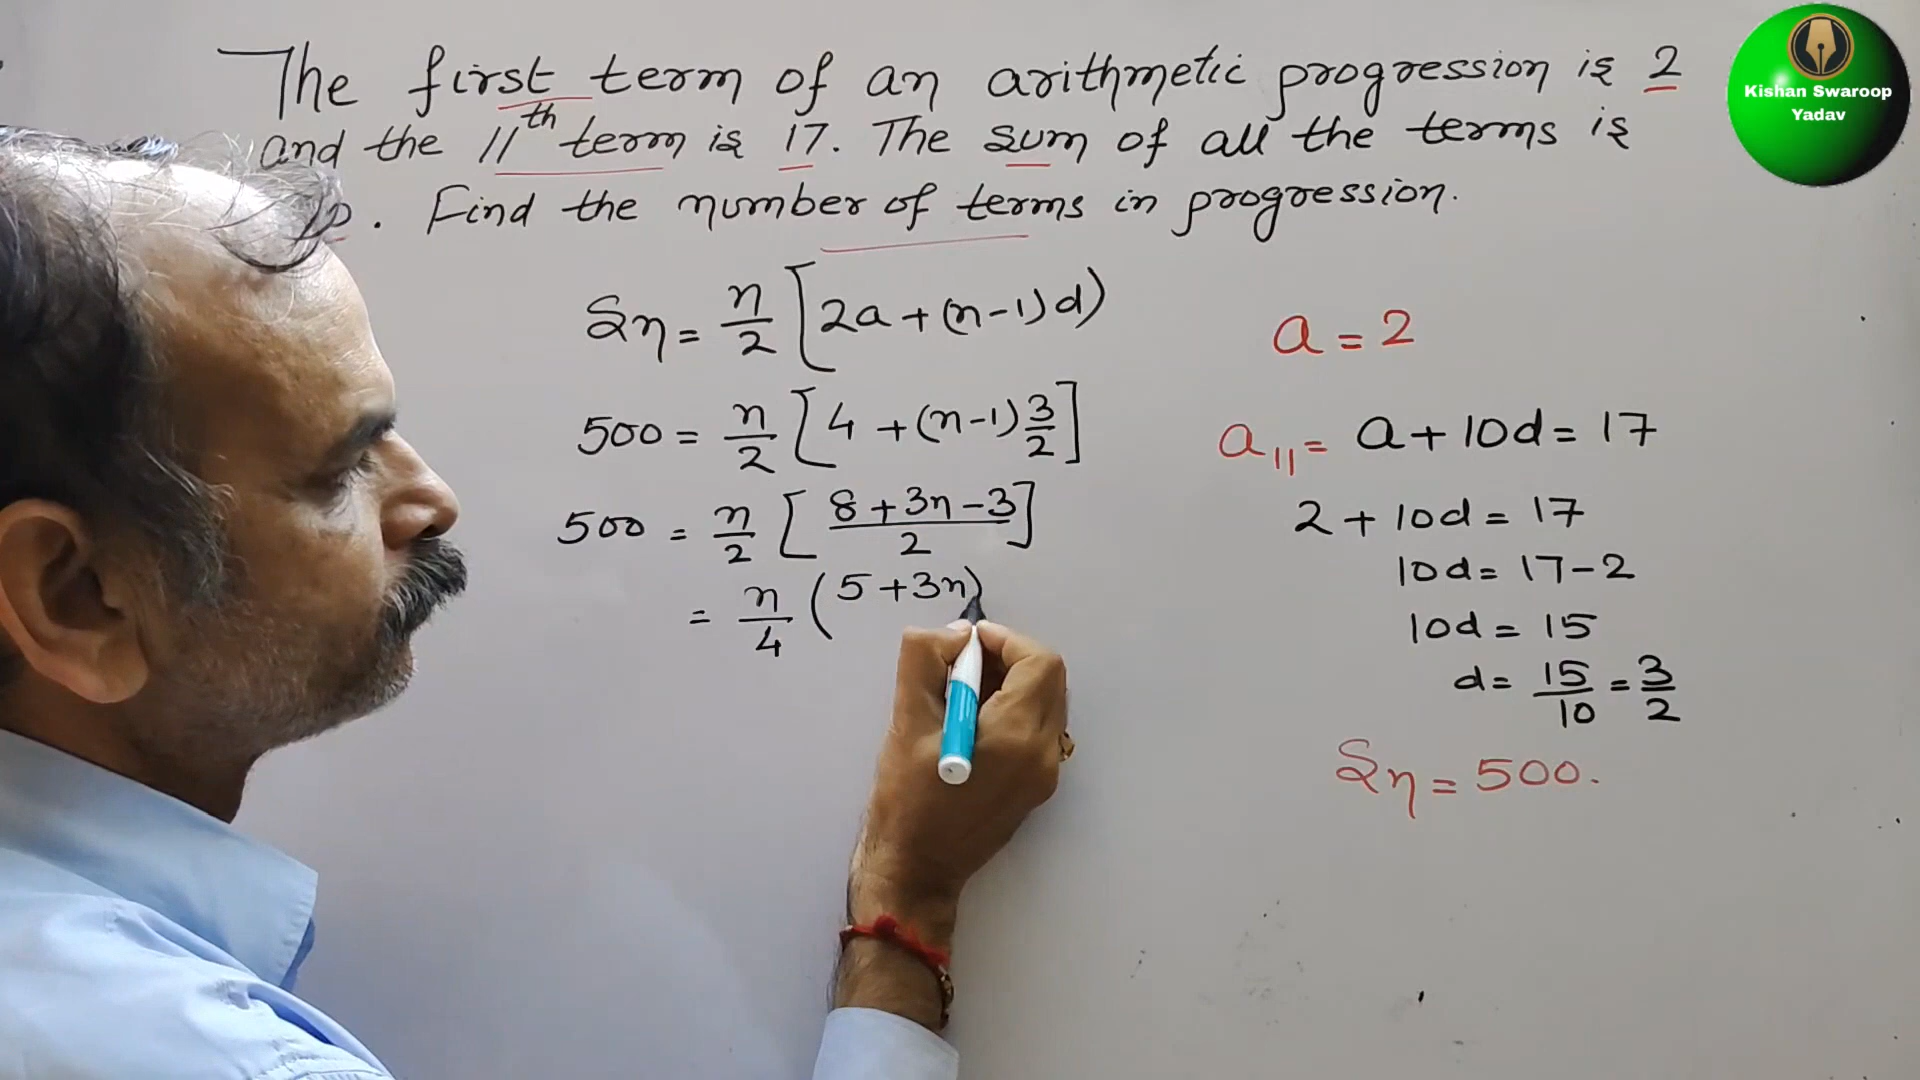 The first term of an arithmetic progression is 2
and the 11th term is 17. The sum of all the terms is
. Find the number of terms in progression.
Sn = n/2 [2a + (n-1)d)
500 = n/2 [4 + (n-1) 3/2]
500 = n/2 [8 + 3n - 3 / 2]
= n/4 (5 + 3n)
a = 2
a11 = a + 10d = 17
2 + 10d = 17
10d = 17 - 2
10d = 15
d = 15/10 = 3/2
Sn = 500.
Kishan Swaroop
Yadav